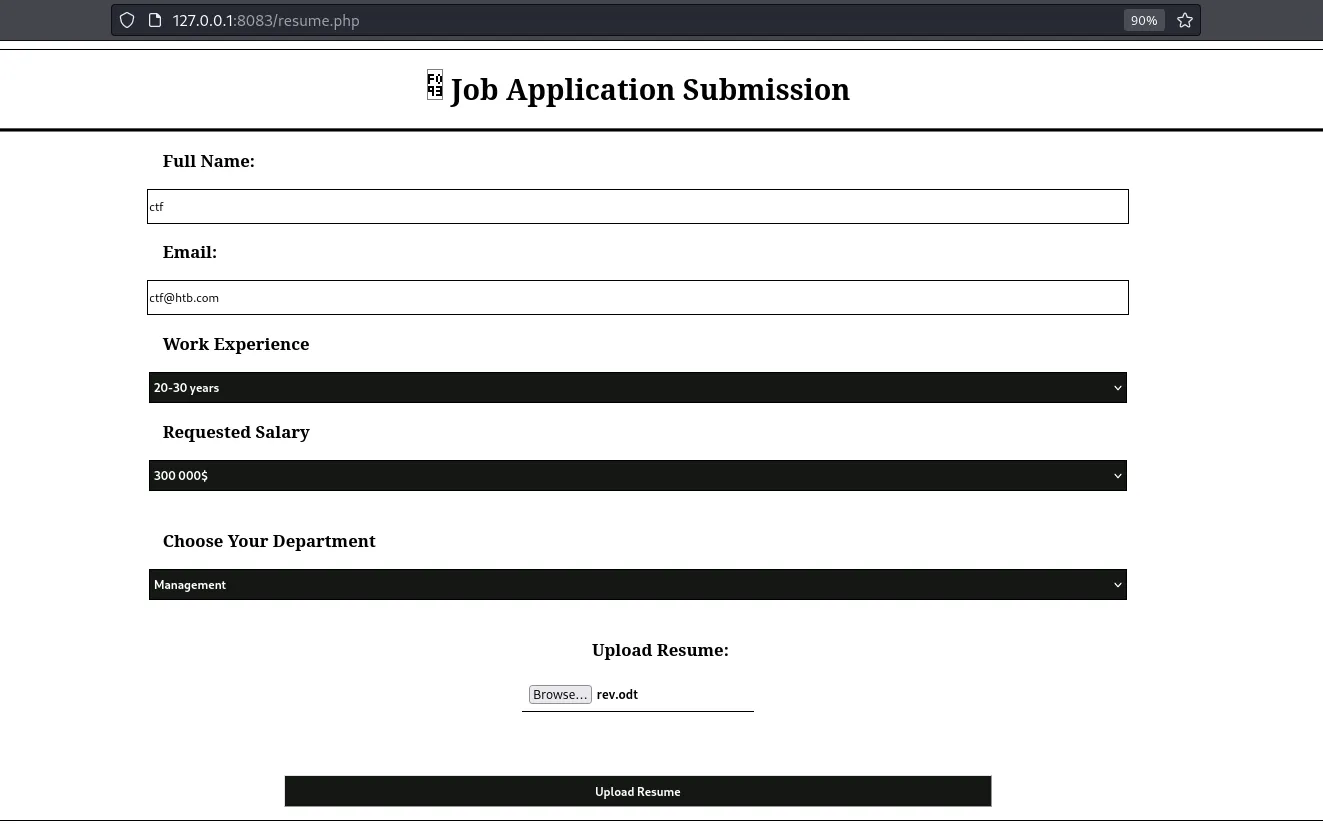 127.0.0.1:8083/resume.php 90%
F0
93
Job Application Submission
Full Name:
ctf
Email:
ctf@htb.com
Work Experience
20-30 years
Requested Salary
300 000$
Choose Your Department
Management
Upload Resume:
Browse... rev.odt
Upload Resume